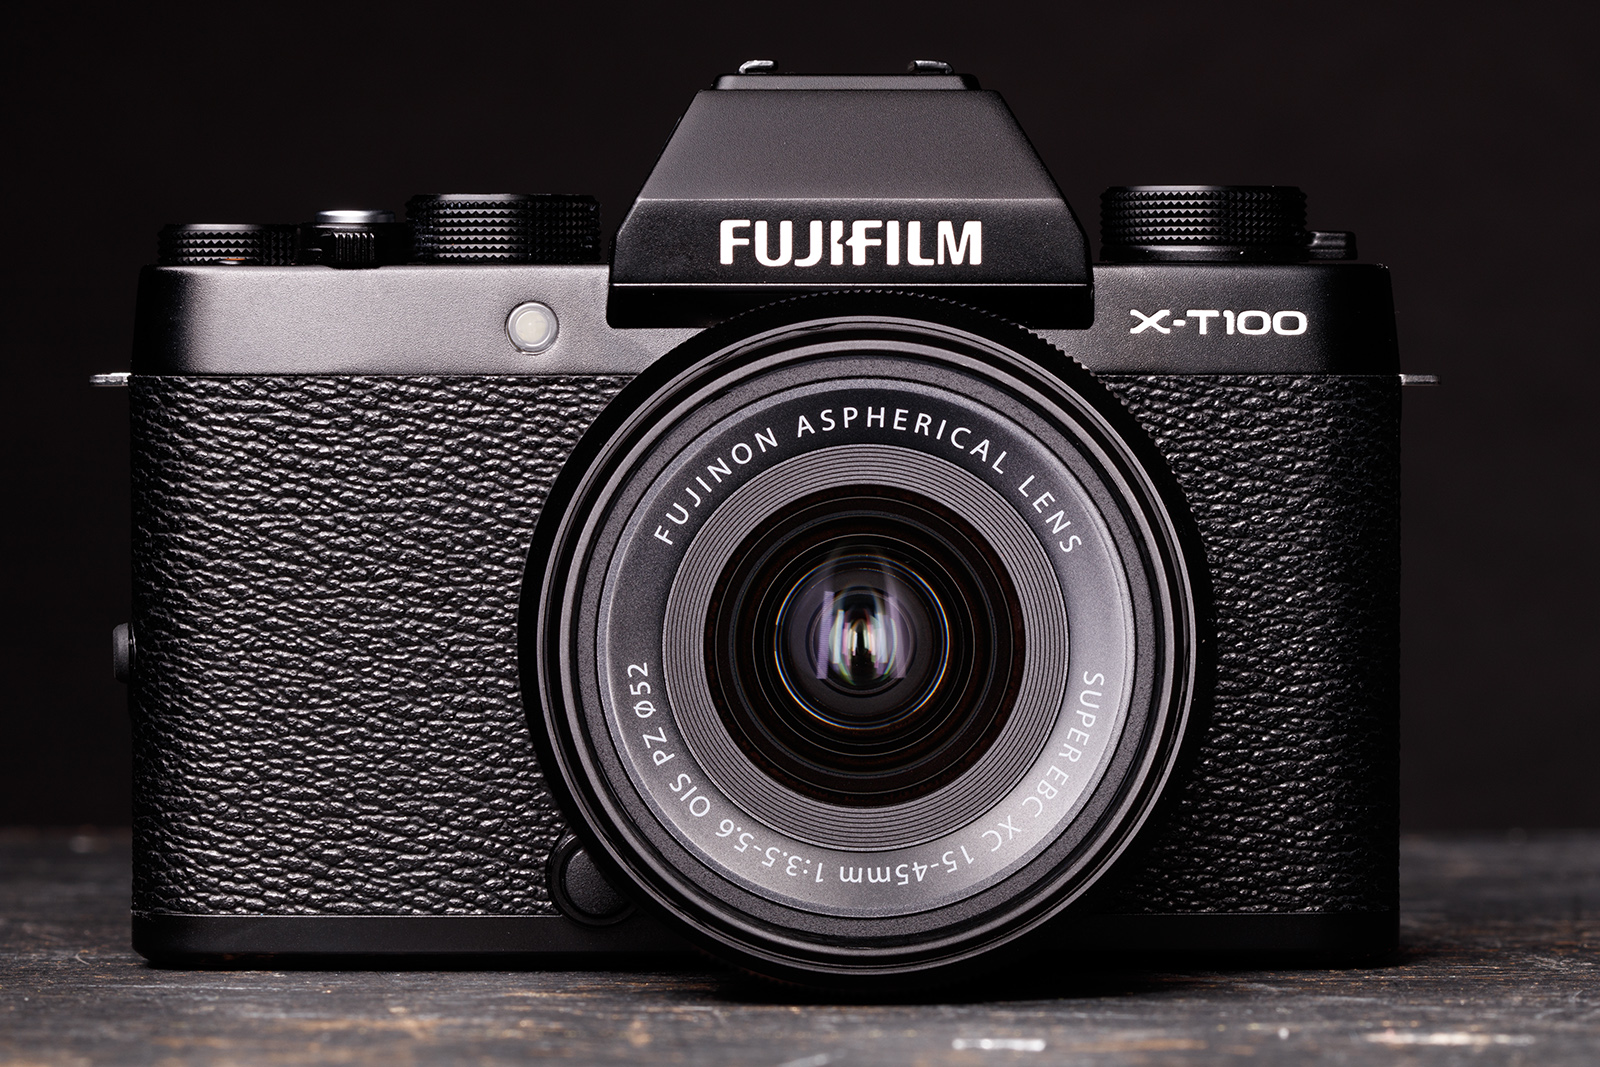 FUJIFILM
X-T100
FUJINON ASPHERICAL LENS
SUPER EBC XC 15-45mm 1:3.5-5.6 OIS PZ ø52